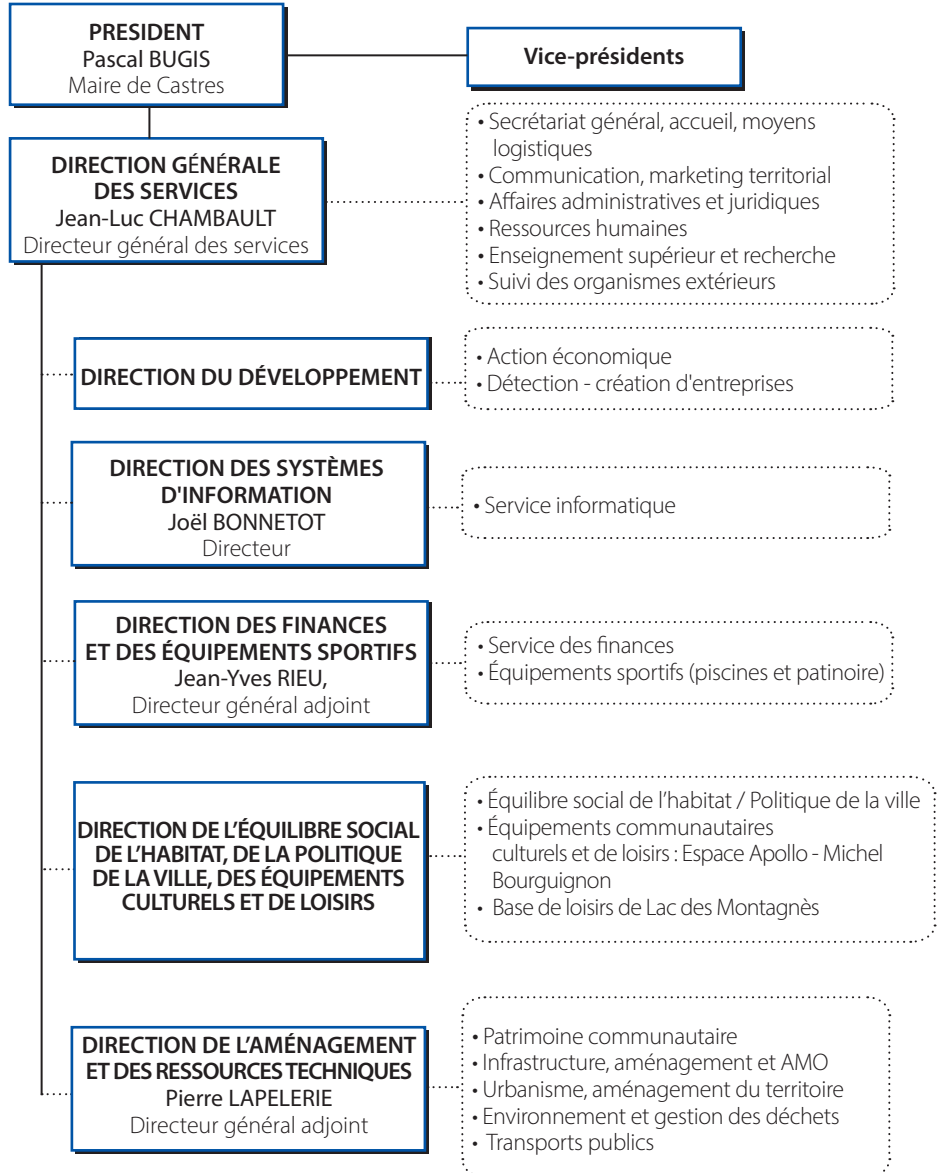 PRESIDENT
Pascal BUGIS
Maire de Castres
Vice-présidents
DIRECTION GÉNÉRALE
DES SERVICES
Jean-Luc CHAMBAULT
Directeur général des services
• Secrétariat général, accueil, moyens
logistiques
• Communication, marketing territorial
• Affaires administratives et juridiques
• Ressources humaines
• Enseignement supérieur et recherche
• Suivi des organismes extérieurs
DIRECTION DU DÉVELOPPEMENT
• Action économique
• Détection - création d'entreprises
DIRECTION DES SYSTÈMES
D'INFORMATION
Joël BONNETOT
Directeur
• Service informatique
DIRECTION DES FINANCES
ET DES ÉQUIPEMENTS SPORTIFS
Jean-Yves RIEU,
Directeur général adjoint
• Service des finances
• Équipements sportifs (piscines et patinoire)
DIRECTION DE L’ÉQUILIBRE SOCIAL
DE L’HABITAT, DE LA POLITIQUE
DE LA VILLE, DES ÉQUIPEMENTS
CULTURELS ET DE LOISIRS
• Équilibre social de l’habitat / Politique de la ville
• Équipements communautaires
culturels et de loisirs : Espace Apollo - Michel
Bourguignon
• Base de loisirs de Lac des Montagnès
DIRECTION DE L’AMÉNAGEMENT
ET DES RESSOURCES TECHNIQUES
Pierre LAPELERIE
Directeur général adjoint
• Patrimoine communautaire
• Infrastructure, aménagement et AMO
• Urbanisme, aménagement du territoire
• Environnement et gestion des déchets
• Transports publics